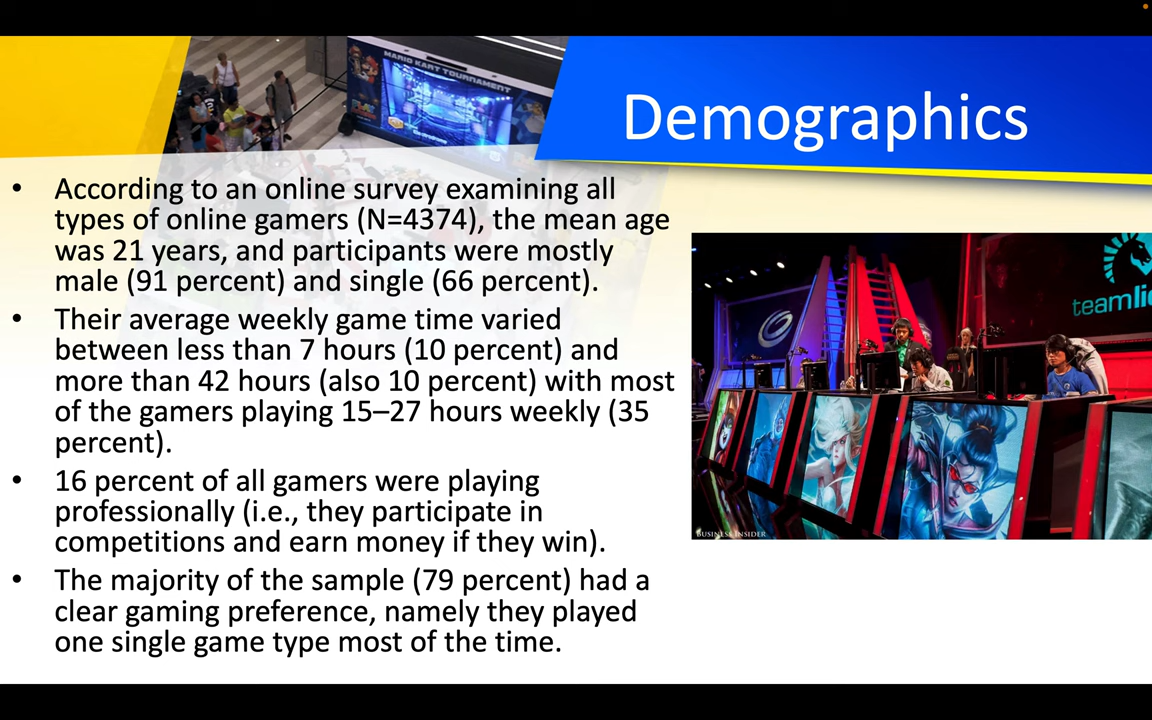 MARIO KART TOURNAMENT
Demographics
• According to an online survey examining all
types of online gamers (N=4374), the mean age
was 21 years, and participants were mostly
male (91 percent) and single (66 percent).
• Their average weekly game time varied
between less than 7 hours (10 percent) and
more than 42 hours (also 10 percent) with most
of the gamers playing 15–27 hours weekly (35
percent).
• 16 percent of all gamers were playing
professionally (i.e., they participate in
competitions and earn money if they win).
• The majority of the sample (79 percent) had a
clear gaming preference, namely they played
one single game type most of the time.
teamli
BUSINESS INSIDER